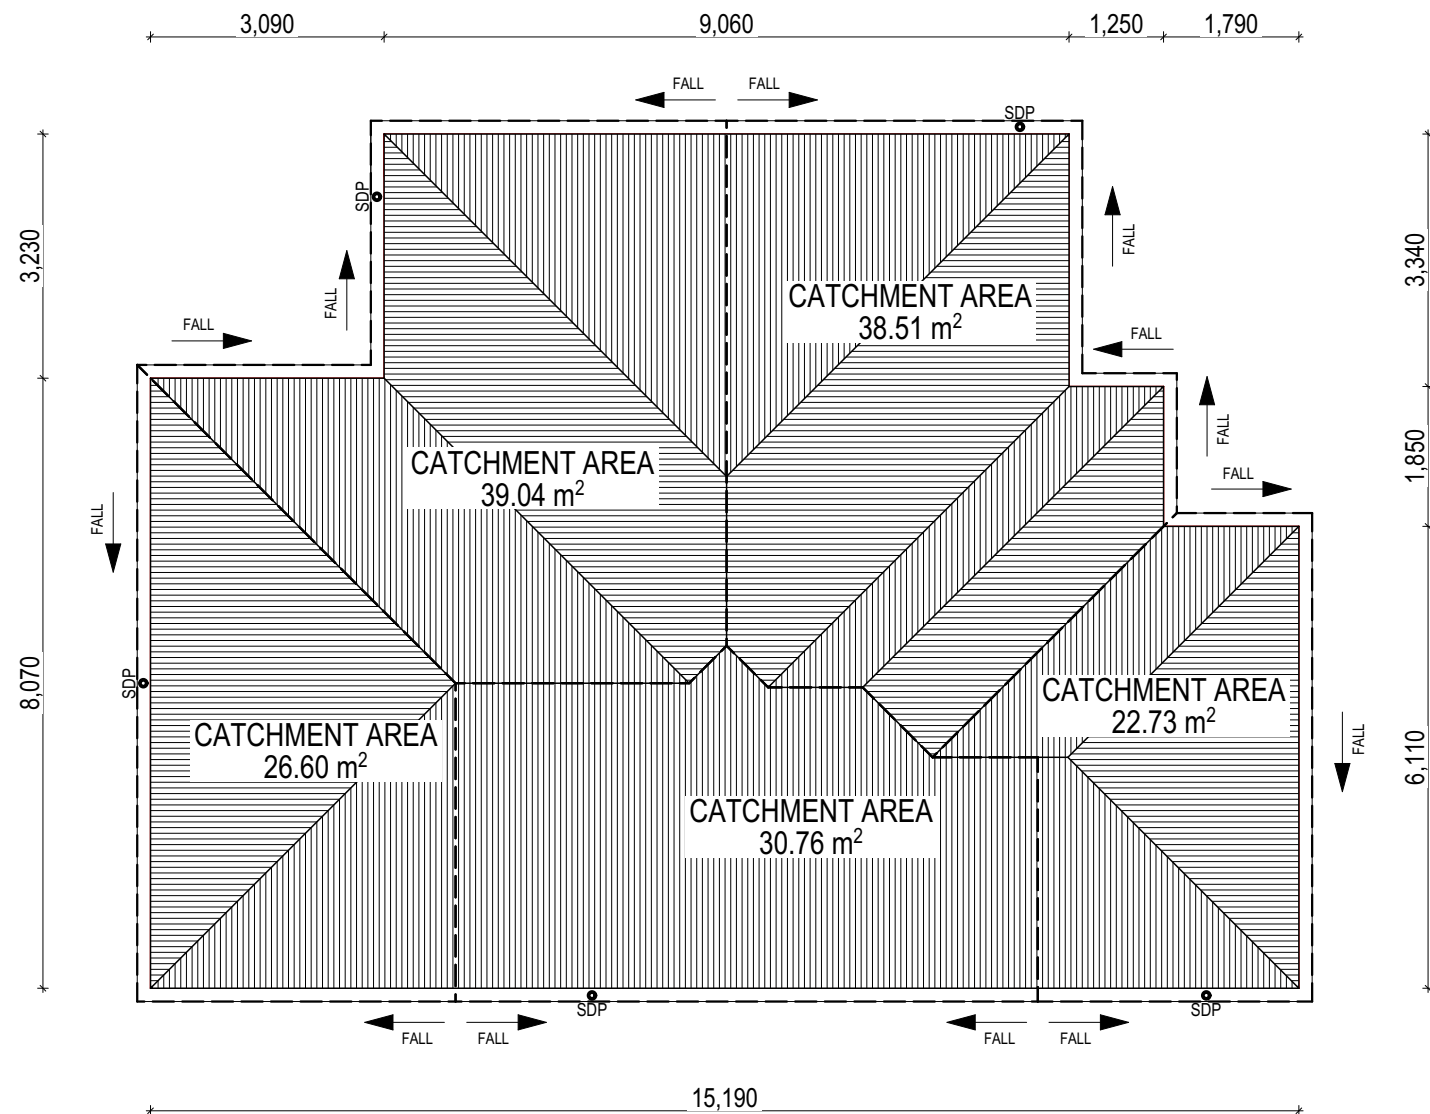 3,090
9,060
1,250
1,790
FALL
FALL
SDP
SDP
3,230
3,340
FALL
FALL
CATCHMENT AREA
38.51 m²
FALL
FALL
FALL
1,850
CATCHMENT AREA
39.04 m²
FALL
FALL
8,070
SDP
CATCHMENT AREA
26.60 m²
CATCHMENT AREA
22.73 m²
FALL
6,110
CATCHMENT AREA
30.76 m²
SDP
SDP
FALL
FALL
FALL
FALL
15,190